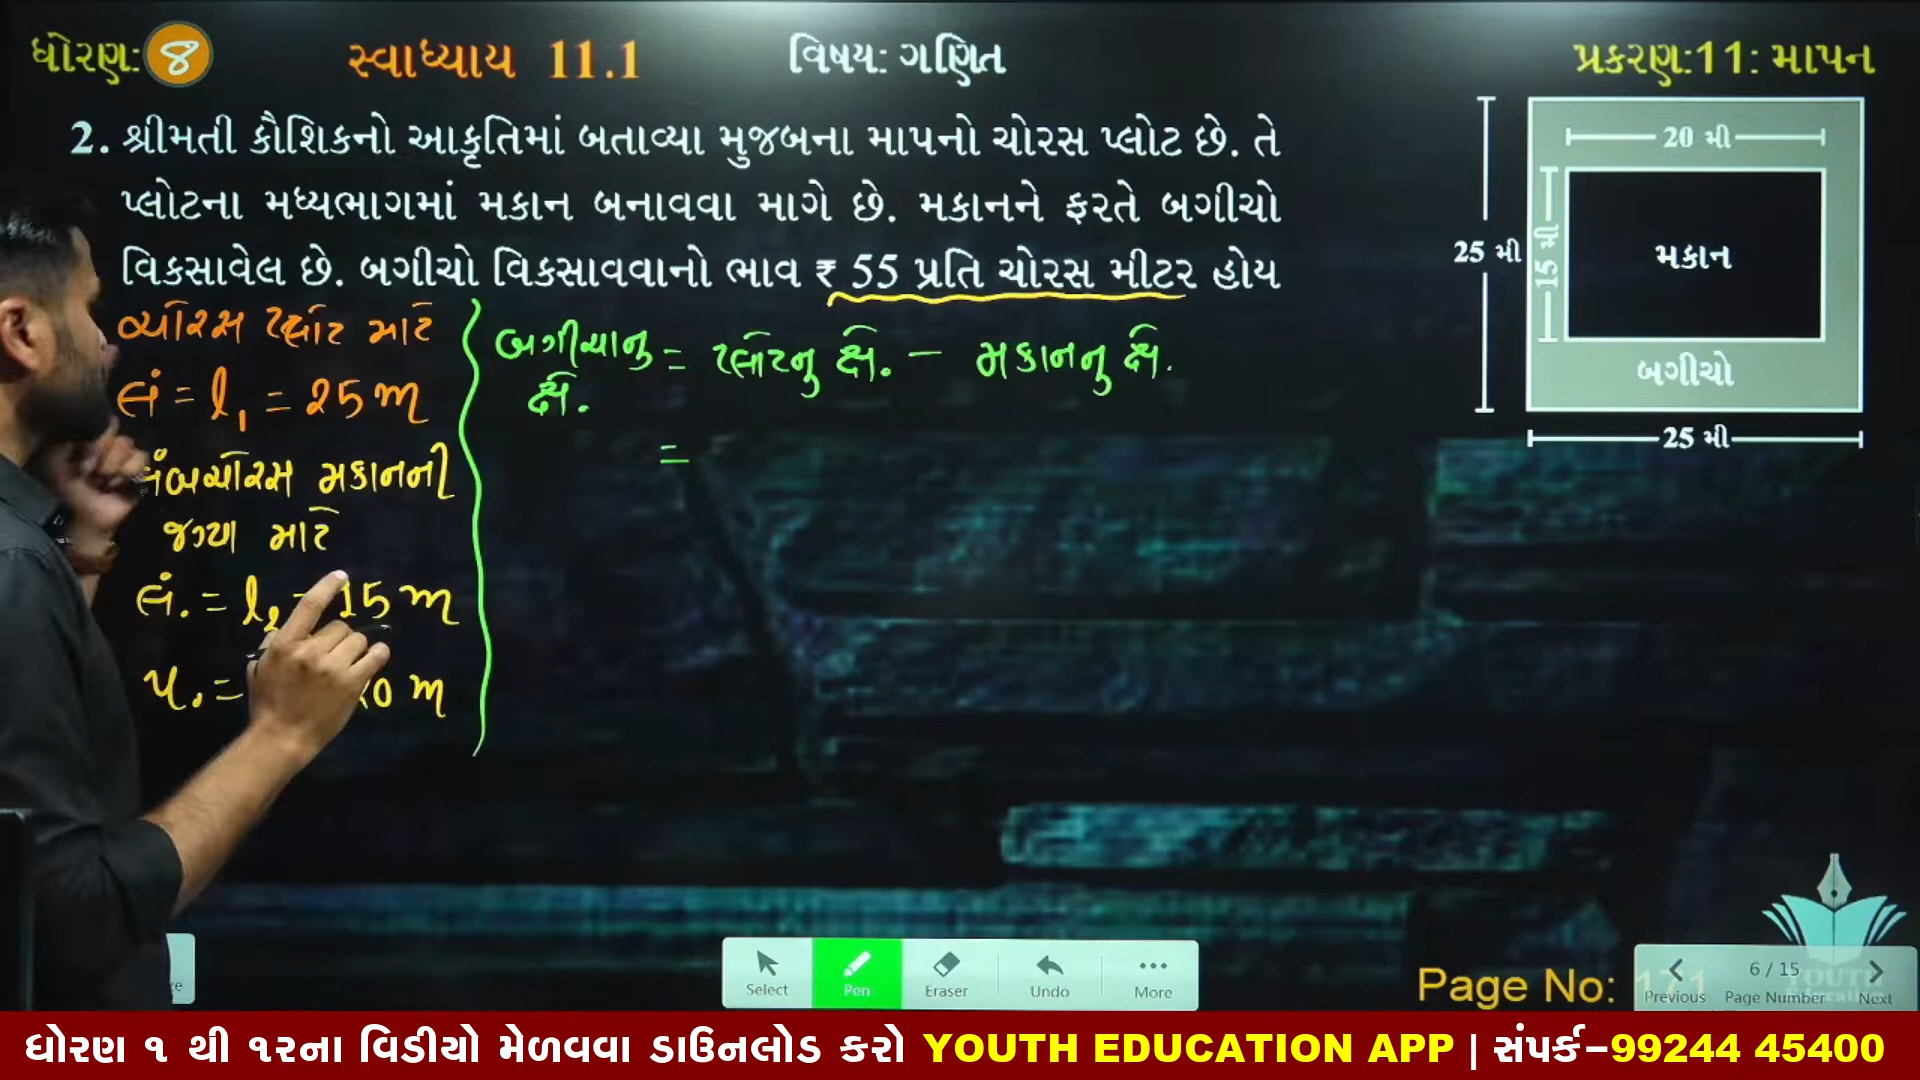 ધોરણ: 8 સ્વાધ્યાય 11.1 વિષય: ગણિત પ્રકરણ:11: માપન
2. શ્રીમતી કૌશિકનો આકૃતિમાં બતાવ્યા મુજબના માપનો ચોરસ પ્લોટ છે. તે
પ્લોટના મધ્યભાગમાં મકાન બનાવવા માગે છે. મકાનને ફરતે બગીચો
વિકસાવેલ છે. બગીચો વિકસાવવાનો ભાવ ₹ 55 પ્રતિ ચોરસ મીટર હોય
20 મી
25 મી
15 મી
મકાન
બગીચો
25 મી
ચોરસ પ્લોટ માટે
લં = l₁ = 25 m
લંબચોરસ મકાનની
જગ્યા માટે
લં. = l₂ = 15 m
પ. = 20 m
બગીચાનુ ક્ષે. = પ્લોટનુ ક્ષે. − મકાનનુ ક્ષે.
=
Select Pen Eraser Undo More
Page No: 171
Previous 6 / 15 Page Number Next
YOUTH
ધોરણ ૧ થી ૧૨ના વિડીયો મેળવવા ડાઉનલોડ કરો YOUTH EDUCATION APP | સંપર્ક–99244 45400